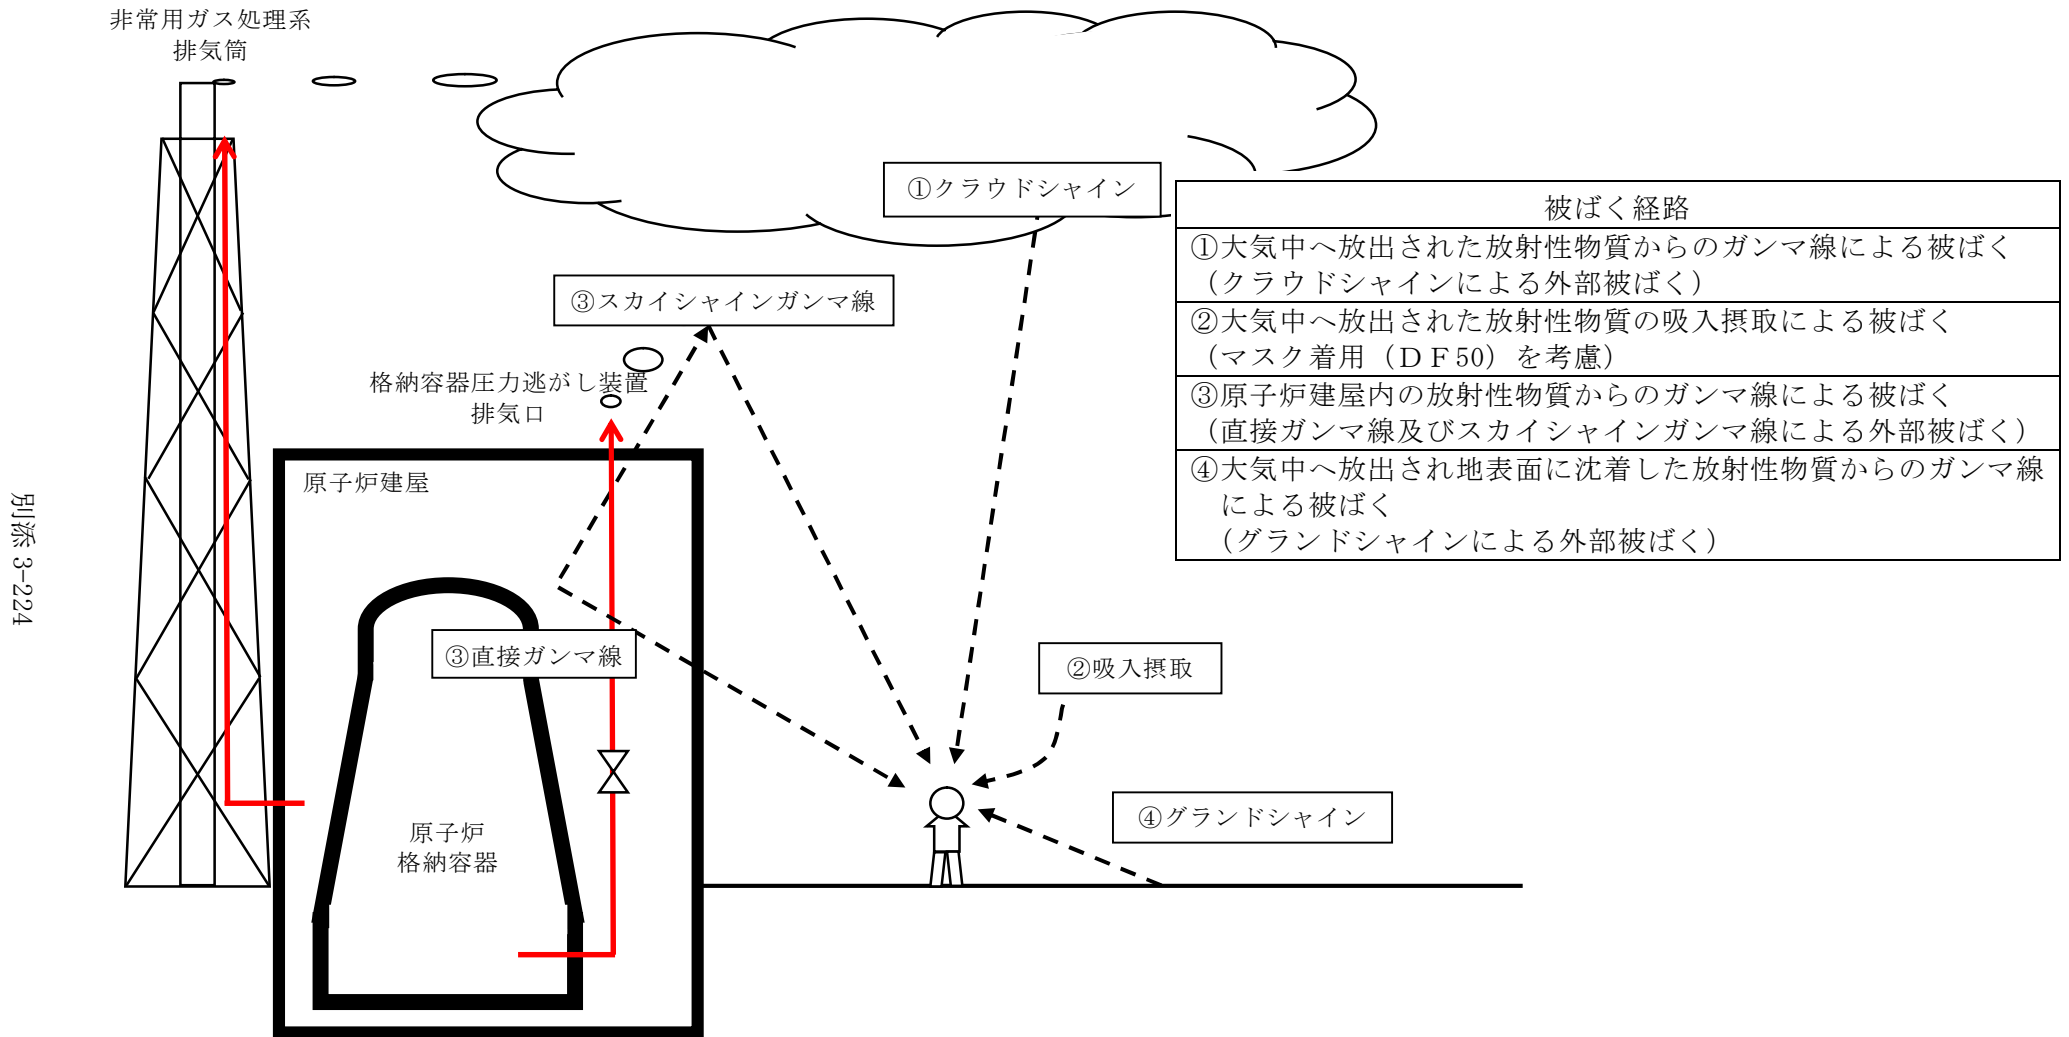 非常用ガス処理系
排気筒
①クラウドシャイン
③スカイシャインガンマ線
格納容器圧力逃がし装置
排気口
原子炉建屋
③直接ガンマ線
原子炉
格納容器
②吸入摂取
④グランドシャイン
被ばく経路
①大気中へ放出された放射性物質からのガンマ線による被ばく
（クラウドシャインによる外部被ばく）
②大気中へ放出された放射性物質の吸入摂取による被ばく
（マスク着用（ＤＦ50）を考慮）
③原子炉建屋内の放射性物質からのガンマ線による被ばく
（直接ガンマ線及びスカイシャインガンマ線による外部被ばく）
④大気中へ放出され地表面に沈着した放射性物質からのガンマ線
による被ばく
（グランドシャインによる外部被ばく）
別添 3-224